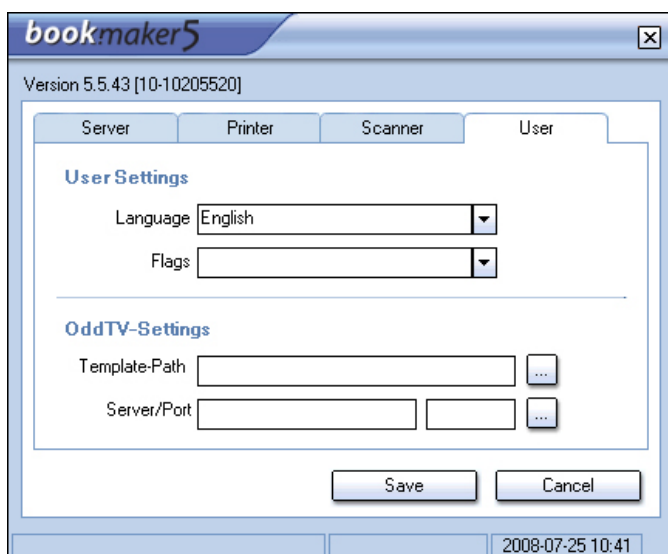 bookmaker5
Version 5.5.43 [10-10205520]
Server Printer Scanner User
User Settings
Language English
Flags
OddTV-Settings
Template-Path ...
Server/Port ...
Save Cancel
2008-07-25 10:41